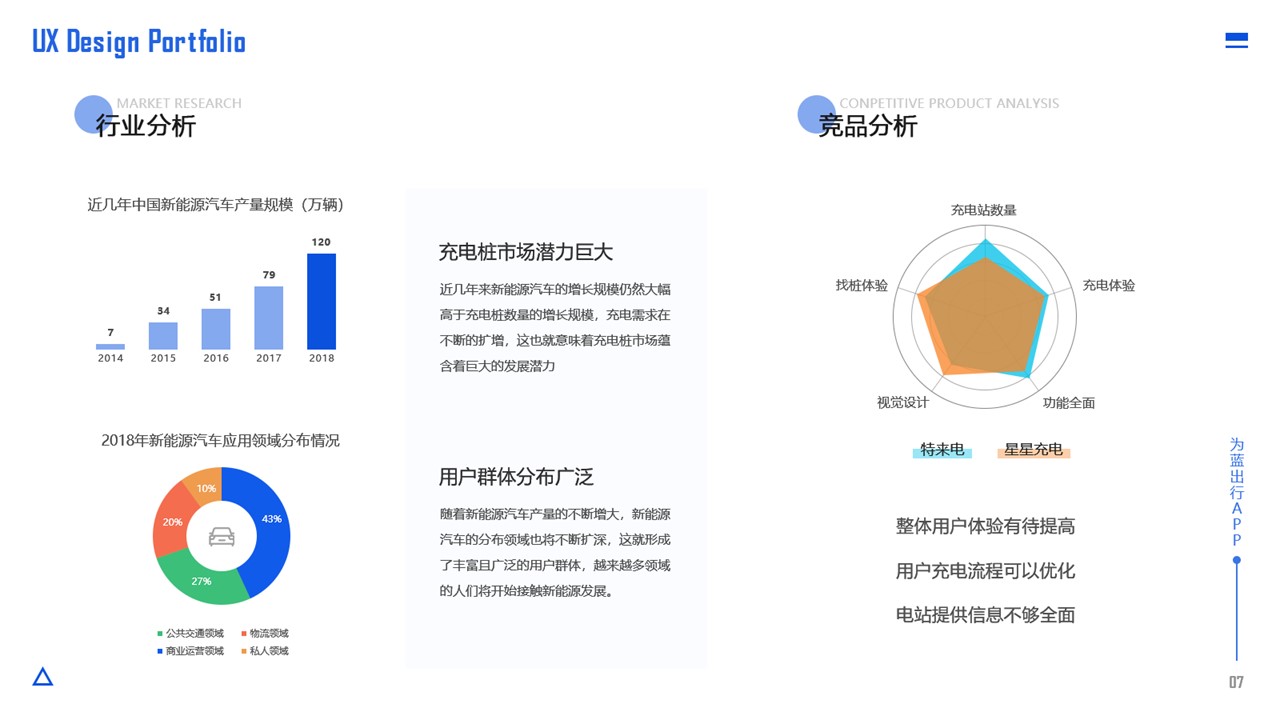 UX Design Portfolio
MARKET RESEARCH
行业分析
近几年中国新能源汽车产量规模（万辆）
120
79
51
34
7
2014 2015 2016 2017 2018
2018年新能源汽车应用领域分布情况
10%
43%
20%
27%
公共交通领域 物流领域
商业运营领域 私人领域
充电桩市场潜力巨大
近几年来新能源汽车的增长规模仍然大幅
高于充电桩数量的增长规模，充电需求在
不断的扩增，这也就意味着充电桩市场蕴
含着巨大的发展潜力
用户群体分布广泛
随着新能源汽车产量的不断增大，新能源
汽车的分布领域也将不断扩深，这就形成
了丰富且广泛的用户群体，越来越多领域
的人们将开始接触新能源发展。
CONPETITIVE PRODUCT ANALYSIS
竞品分析
充电站数量
找桩体验
充电体验
视觉设计
功能全面
特来电 星星充电
整体用户体验有待提高
用户充电流程可以优化
电站提供信息不够全面
为蓝出行APP
07